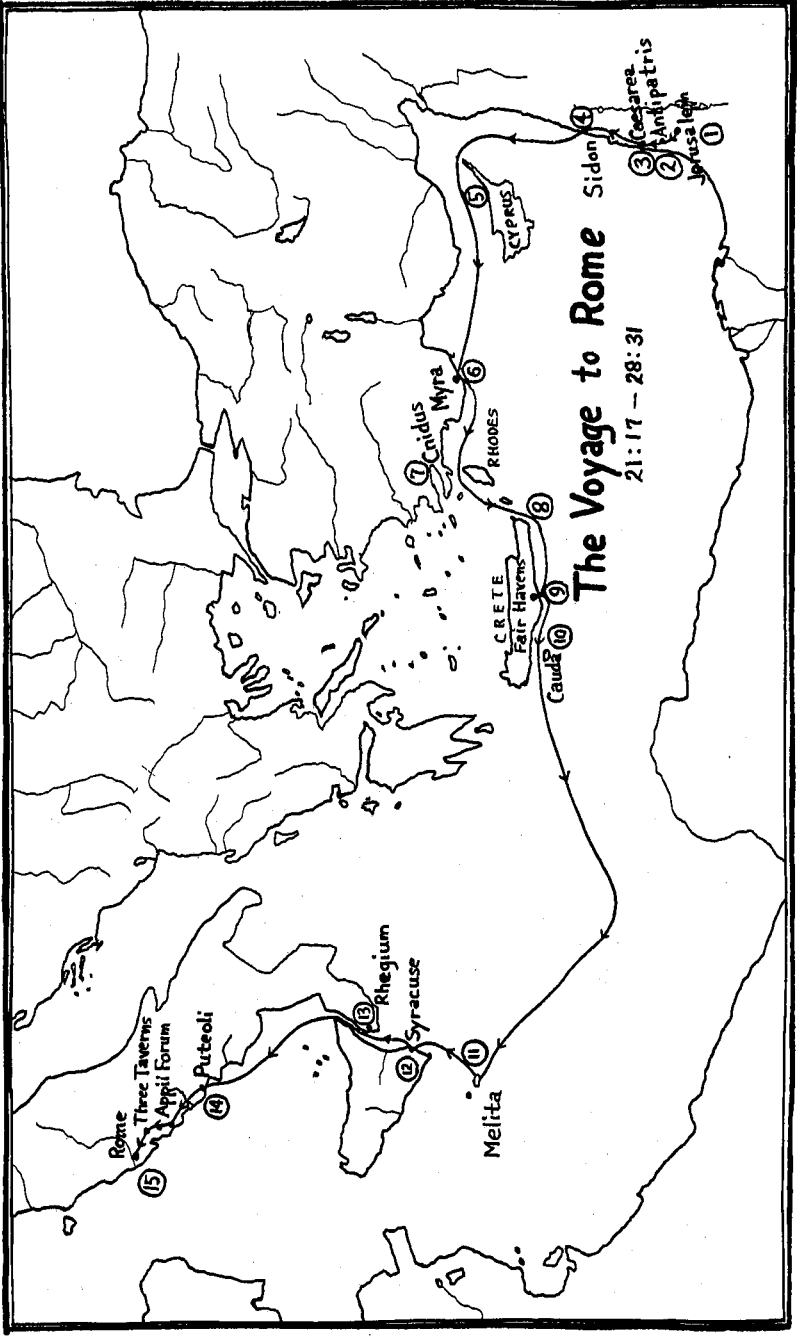 The Voyage to Rome
21:17 – 28:31
①
Jerusalem
②
Antipatris
③
Caesarea
④
Sidon
⑤
CYPRUS
⑥
Myra
⑦
Cnidus
RHODES
⑧
CRETE
Fair Havens
⑨
⑩
Cauda
⑪
Melita
⑫
Syracuse
⑬
Rhegium
⑭
Puteoli
Appii Forum
Three Taverns
Rome
⑮